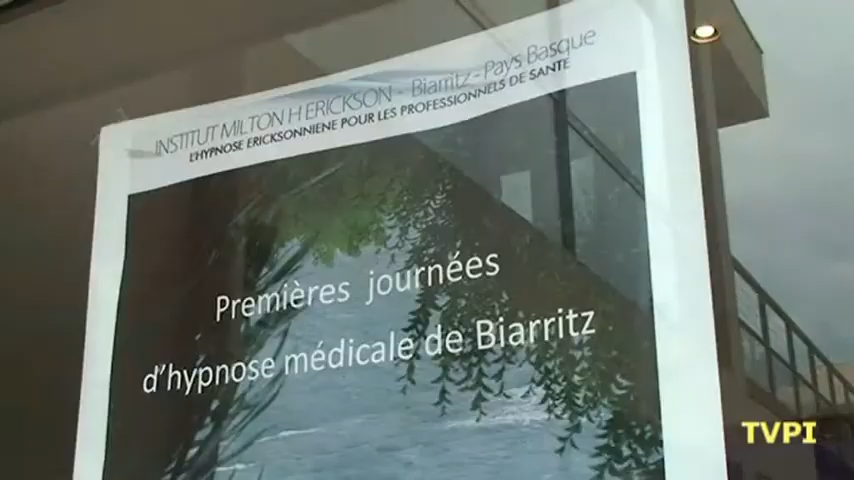 INSTITUT MILTON H ERICKSON - Biarritz - Pays Basque
L'HYPNOSE ERICKSONNIENE POUR LES PROFESSIONNELS DE SANTE
Premières journées
d'hypnose médicale de Biarritz
TVPI